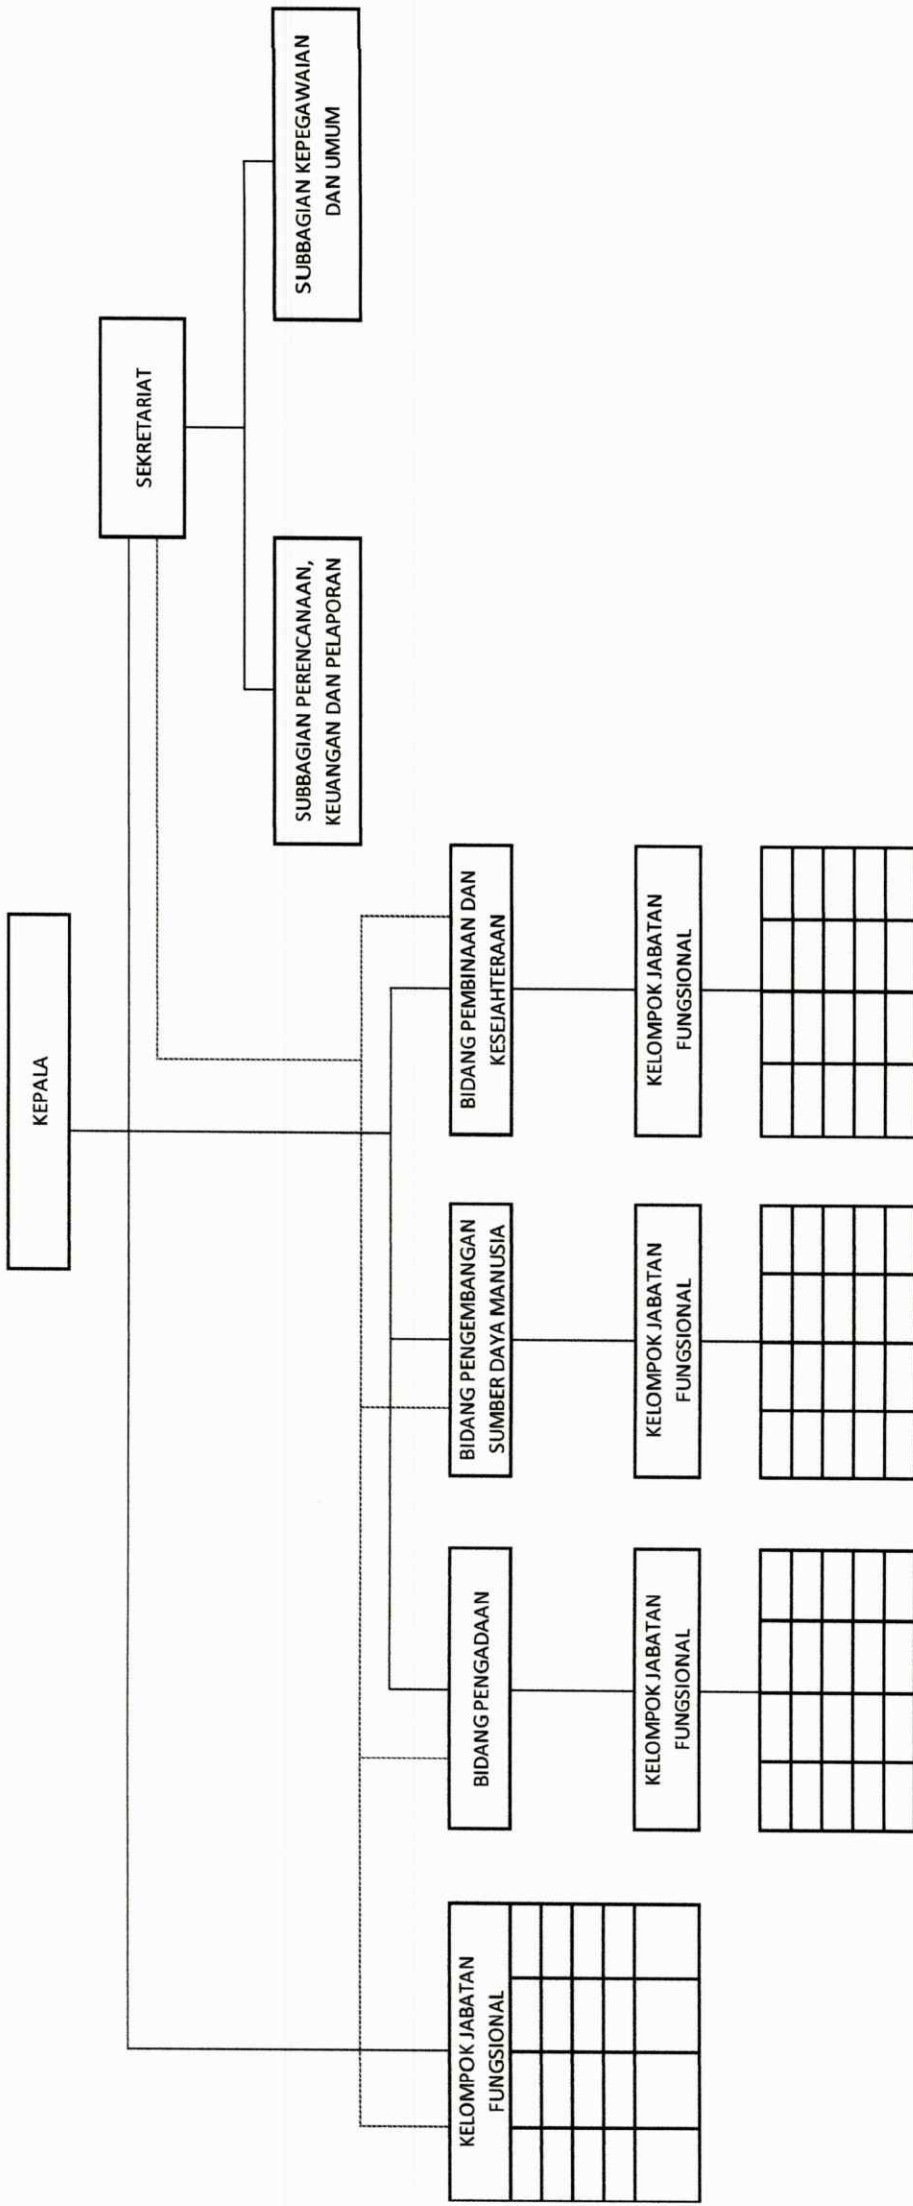 KEPALA
SEKRETARIAT
SUBBAGIAN PERENCANAAN,
KEUANGAN DAN PELAPORAN
SUBBAGIAN KEPEGAWAIAN
DAN UMUM
KELOMPOK JABATAN
FUNGSIONAL
BIDANG PENGADAAN
BIDANG PENGEMBANGAN
SUMBER DAYA MANUSIA
BIDANG PEMBINAAN DAN
KESEJAHTERAAN
KELOMPOK JABATAN
FUNGSIONAL
KELOMPOK JABATAN
FUNGSIONAL
KELOMPOK JABATAN
FUNGSIONAL